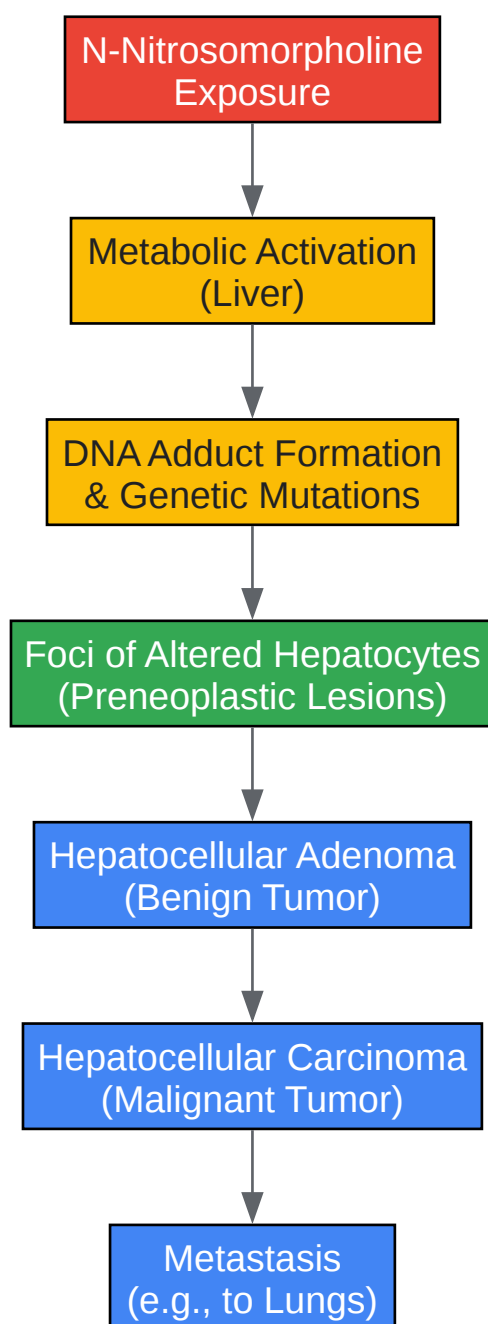 N-Nitrosomorpholine
Exposure
Metabolic Activation
(Liver)
DNA Adduct Formation
& Genetic Mutations
Foci of Altered Hepatocytes
(Preneoplastic Lesions)
Hepatocellular Adenoma
(Benign Tumor)
Hepatocellular Carcinoma
(Malignant Tumor)
Metastasis
(e.g., to Lungs)